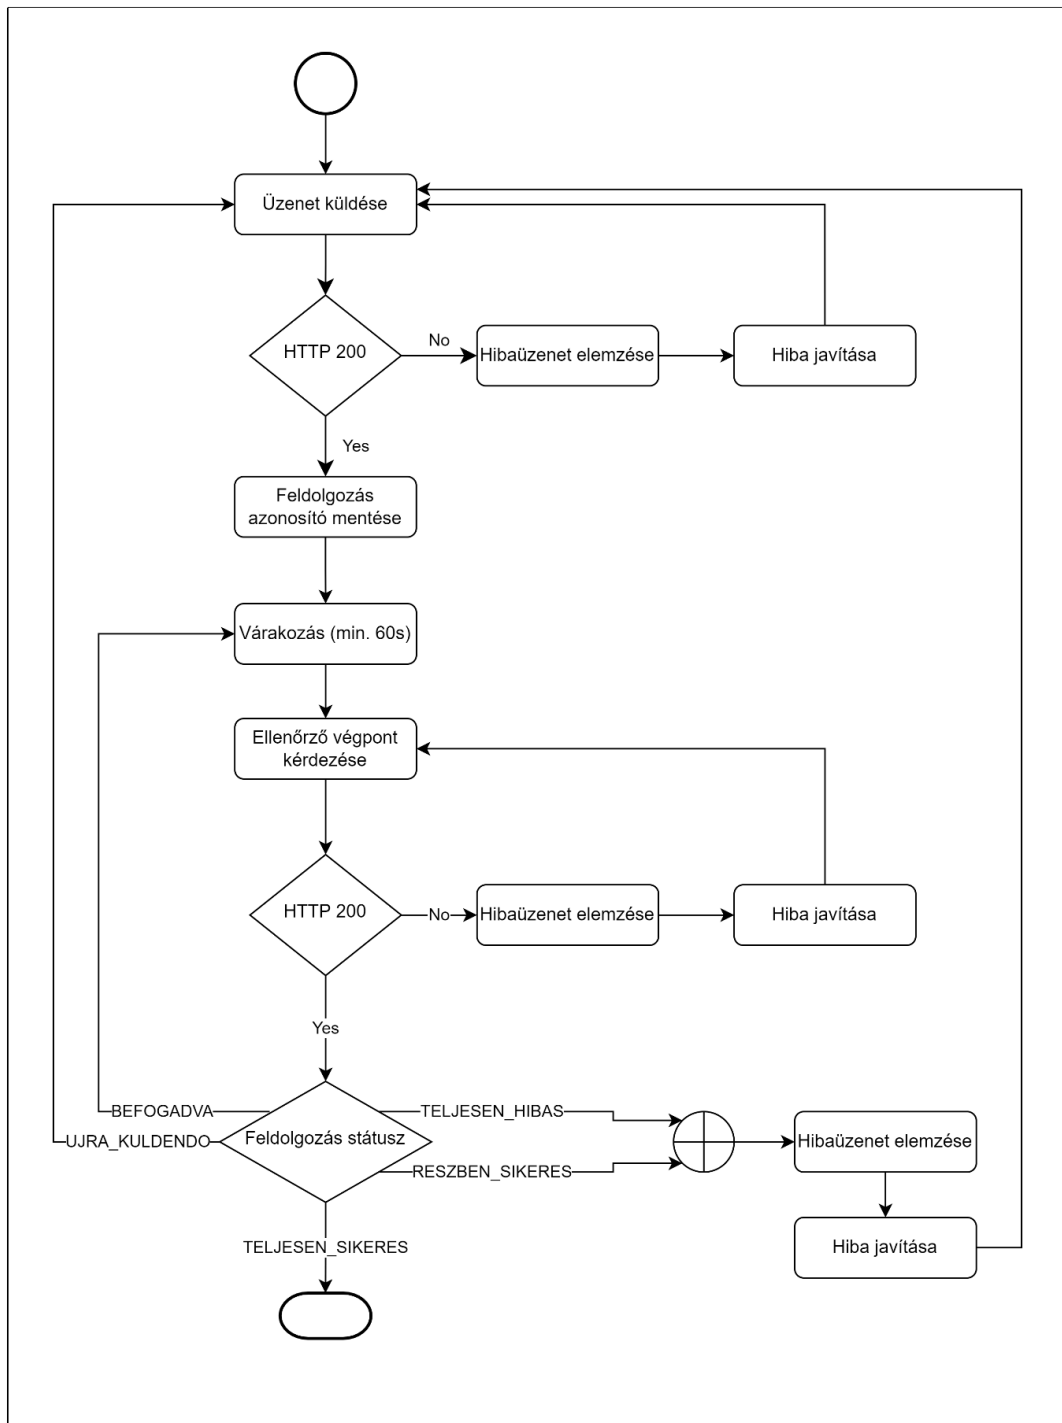 Üzenet küldése
HTTP 200
No
Hibaüzenet elemzése
Hiba javítása
Yes
Feldolgozás
azonosító mentése
Várakozás (min. 60s)
Ellenőrző végpont
kérdezése
HTTP 200
No
Hibaüzenet elemzése
Hiba javítása
Yes
BEFOGADVA
TELJESEN_HIBAS
UJRA_KULDENDO
Feldolgozás státusz
Hibaüzenet elemzése
RESZBEN_SIKERES
TELJESEN_SIKERES
Hiba javítása